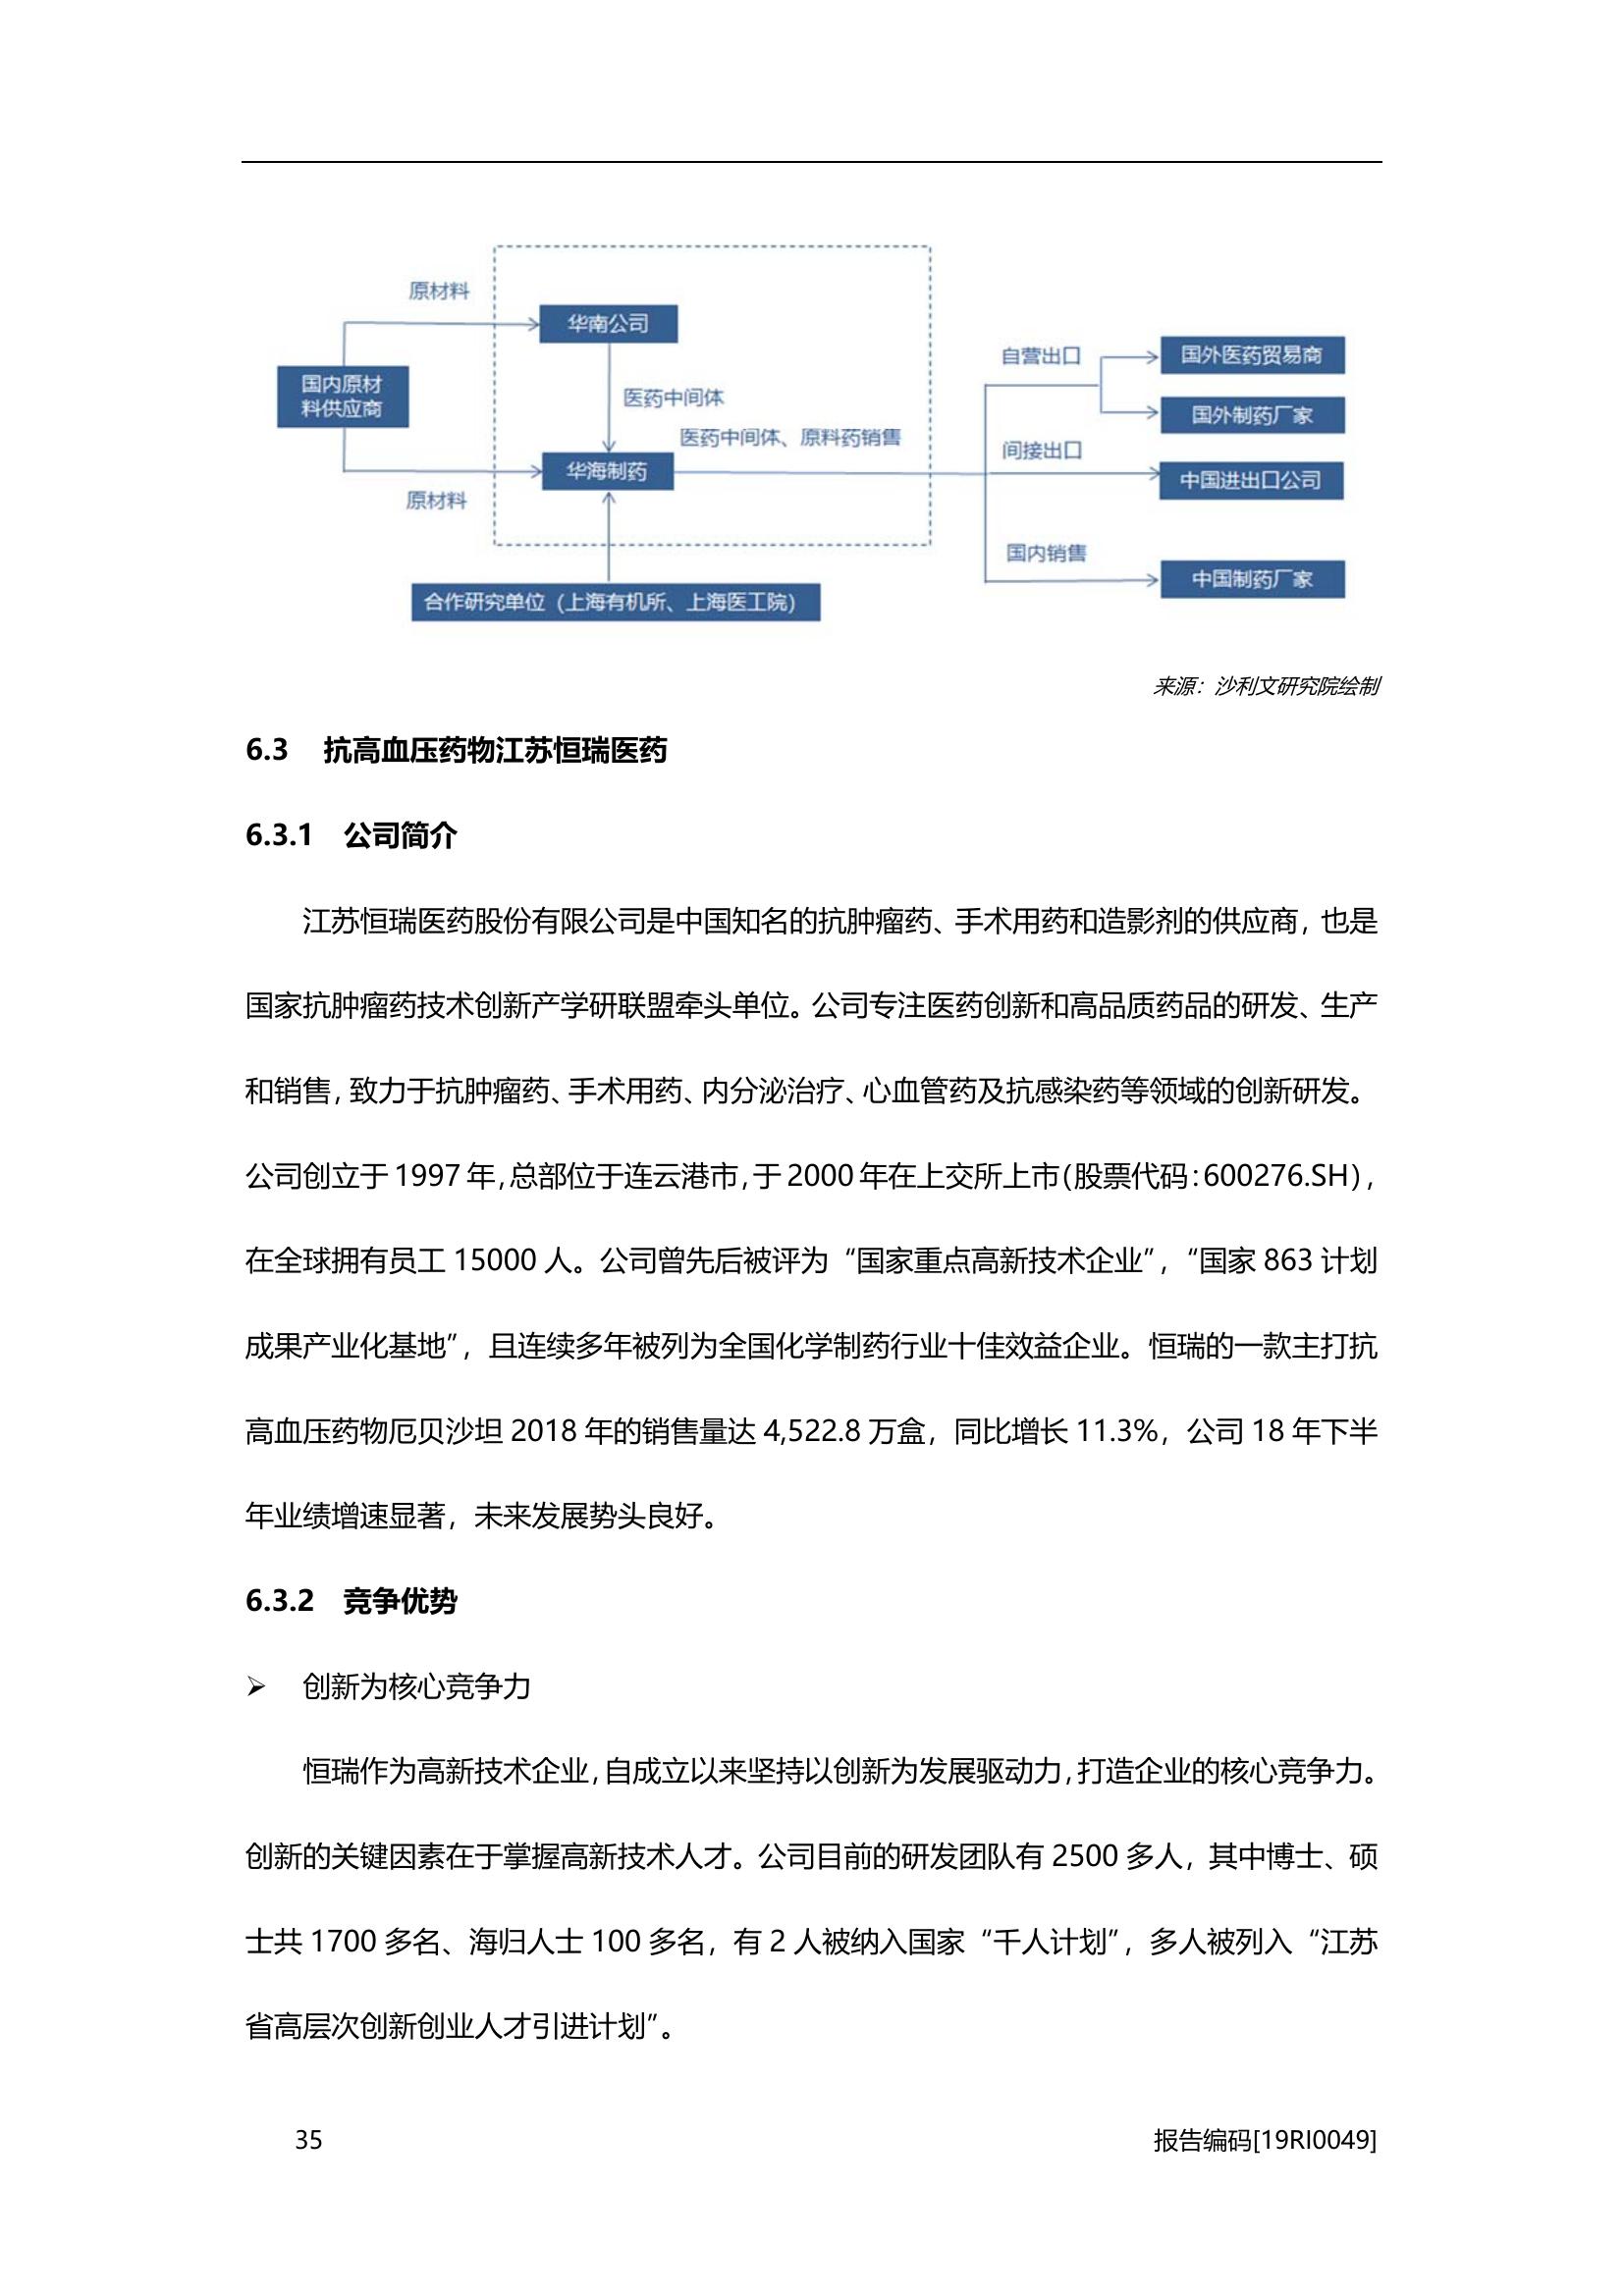 原材料
华南公司
自营出口
国外医药贸易商
国内原材
料供应商
医药中间体
国外制药厂家
医药中间体、原料药销售
间接出口
华海制药
中国进出口公司
原材料
国内销售
中国制药厂家
合作研究单位（上海有机所、上海医工院）
来源：沙利文研究院绘制
6.3 抗高血压药物江苏恒瑞医药
6.3.1 公司简介
江苏恒瑞医药股份有限公司是中国知名的抗肿瘤药、手术用药和造影剂的供应商，也是
国家抗肿瘤药技术创新产学研联盟牵头单位。公司专注医药创新和高品质药品的研发、生产
和销售，致力于抗肿瘤药、手术用药、内分泌治疗、心血管药及抗感染药等领域的创新研发。
公司创立于 1997 年，总部位于连云港市，于 2000 年在上交所上市（股票代码：600276.SH），
在全球拥有员工 15000 人。公司曾先后被评为“国家重点高新技术企业”，“国家 863 计划
成果产业化基地”，且连续多年被列为全国化学制药行业十佳效益企业。恒瑞的一款主打抗
高血压药物厄贝沙坦 2018 年的销售量达 4,522.8 万盒，同比增长 11.3%，公司 18 年下半
年业绩增速显著，未来发展势头良好。
6.3.2 竞争优势
➢ 创新为核心竞争力
恒瑞作为高新技术企业，自成立以来坚持以创新为发展驱动力，打造企业的核心竞争力。
创新的关键因素在于掌握高新技术人才。公司目前的研发团队有 2500 多人，其中博士、硕
士共 1700 多名、海归人士 100 多名，有 2 人被纳入国家“千人计划”，多人被列入“江苏
省高层次创新创业人才引进计划”。
35
报告编码[19RI0049]